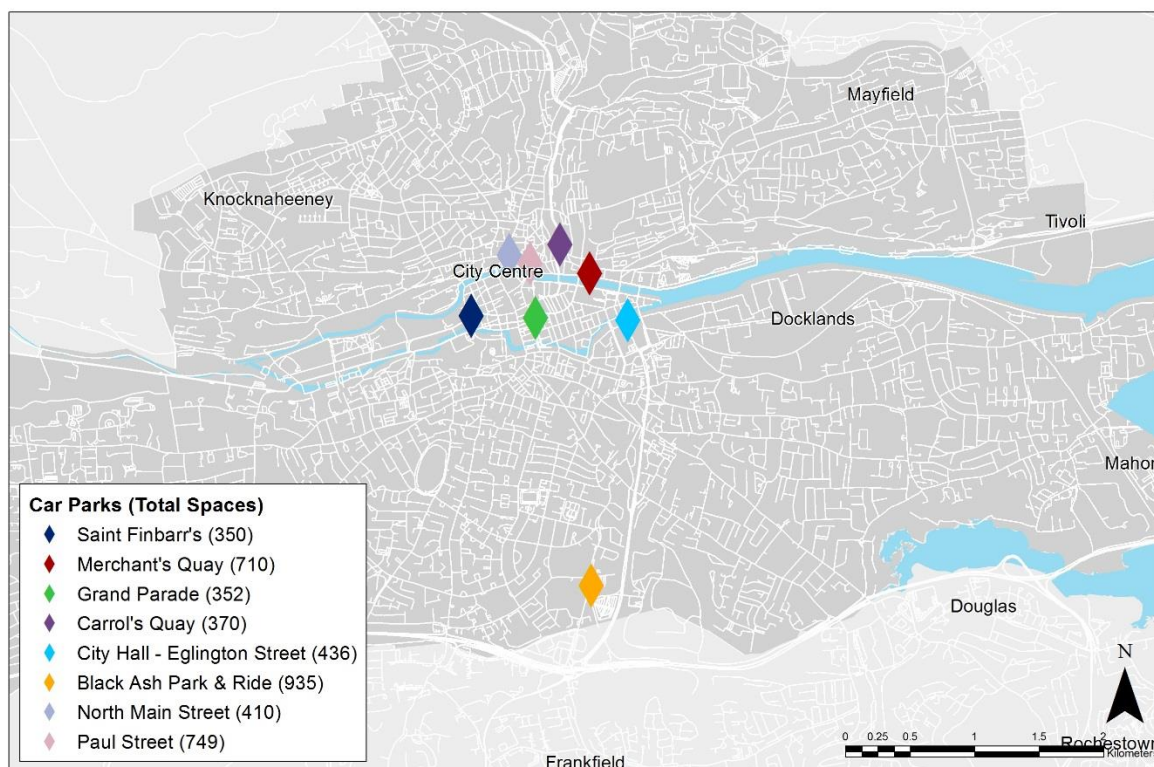 Mayfield
Knocknaheeney
Tivoli
City Centre
Docklands
Mahon
Car Parks (Total Spaces)
Saint Finbarr's (350)
Merchant's Quay (710)
Grand Parade (352)
Carrol's Quay (370)
City Hall - Eglington Street (436)
Black Ash Park & Ride (935)
North Main Street (410)
Paul Street (749)
Douglas
N
0 0.25 0.5 1 1.5 2
Kilometers
Rochestown
Frankfield